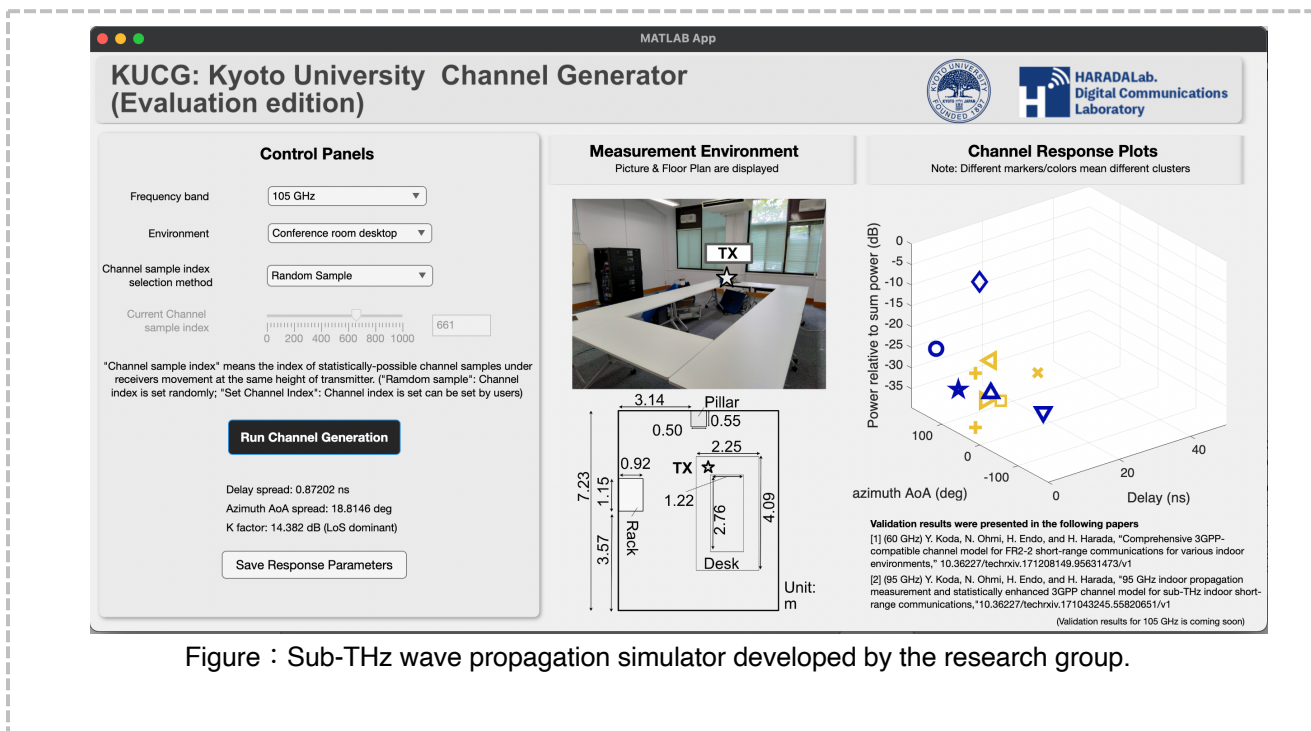 MATLAB App
KUCG: Kyoto University Channel Generator
(Evaluation edition)
KYOTO UNIVERSITY
FOUNDED 1897
HARADALab.
Digital Communications
Laboratory
Control Panels
Frequency band
105 GHz
Environment
Conference room desktop
Channel sample index
selection method
Random Sample
Current Channel
sample index
0 200 400 600 800 1000
661
"Channel sample index" means the index of statistically-possible channel samples under
receivers movement at the same height of transmitter. ("Random sample": Channel
index is set randomly; "Set Channel Index": Channel index is set can be set by users)
Run Channel Generation
Delay spread: 0.87202 ns
Azimuth AoA spread: 18.8146 deg
K factor: 14.382 dB (LoS dominant)
Save Response Parameters
Measurement Environment
Picture & Floor Plan are displayed
TX
3.14
Pillar
0.55
0.50
2.25
0.92
TX
7.23
1.15
1.22
2.76
4.09
3.57
Rack
Desk
Unit:
m
Channel Response Plots
Note: Different markers/colors mean different clusters
Power relative to sum power (dB)
0
-5
-10
-15
-20
-25
-30
-35
100
0
-100
azimuth AoA (deg)
0
20
40
Delay (ns)
Validation results were presented in the following papers
[1] (60 GHz) Y. Koda, N. Ohmi, H. Endo, and H. Harada, "Comprehensive 3GPP-
compatible channel model for FR2-2 short-range communications for various indoor
environments," 10.36227/techrxiv.171208149.95631473/v1
[2] (95 GHz) Y. Koda, N. Ohmi, H. Endo, and H. Harada, "95 GHz indoor propagation
measurement and statistically enhanced 3GPP channel model for sub-THz indoor short-
range communications,"10.36227/techrxiv.171043245.55820651/v1
(Validation results for 105 GHz is coming soon)
Figure：Sub-THz wave propagation simulator developed by the research group.